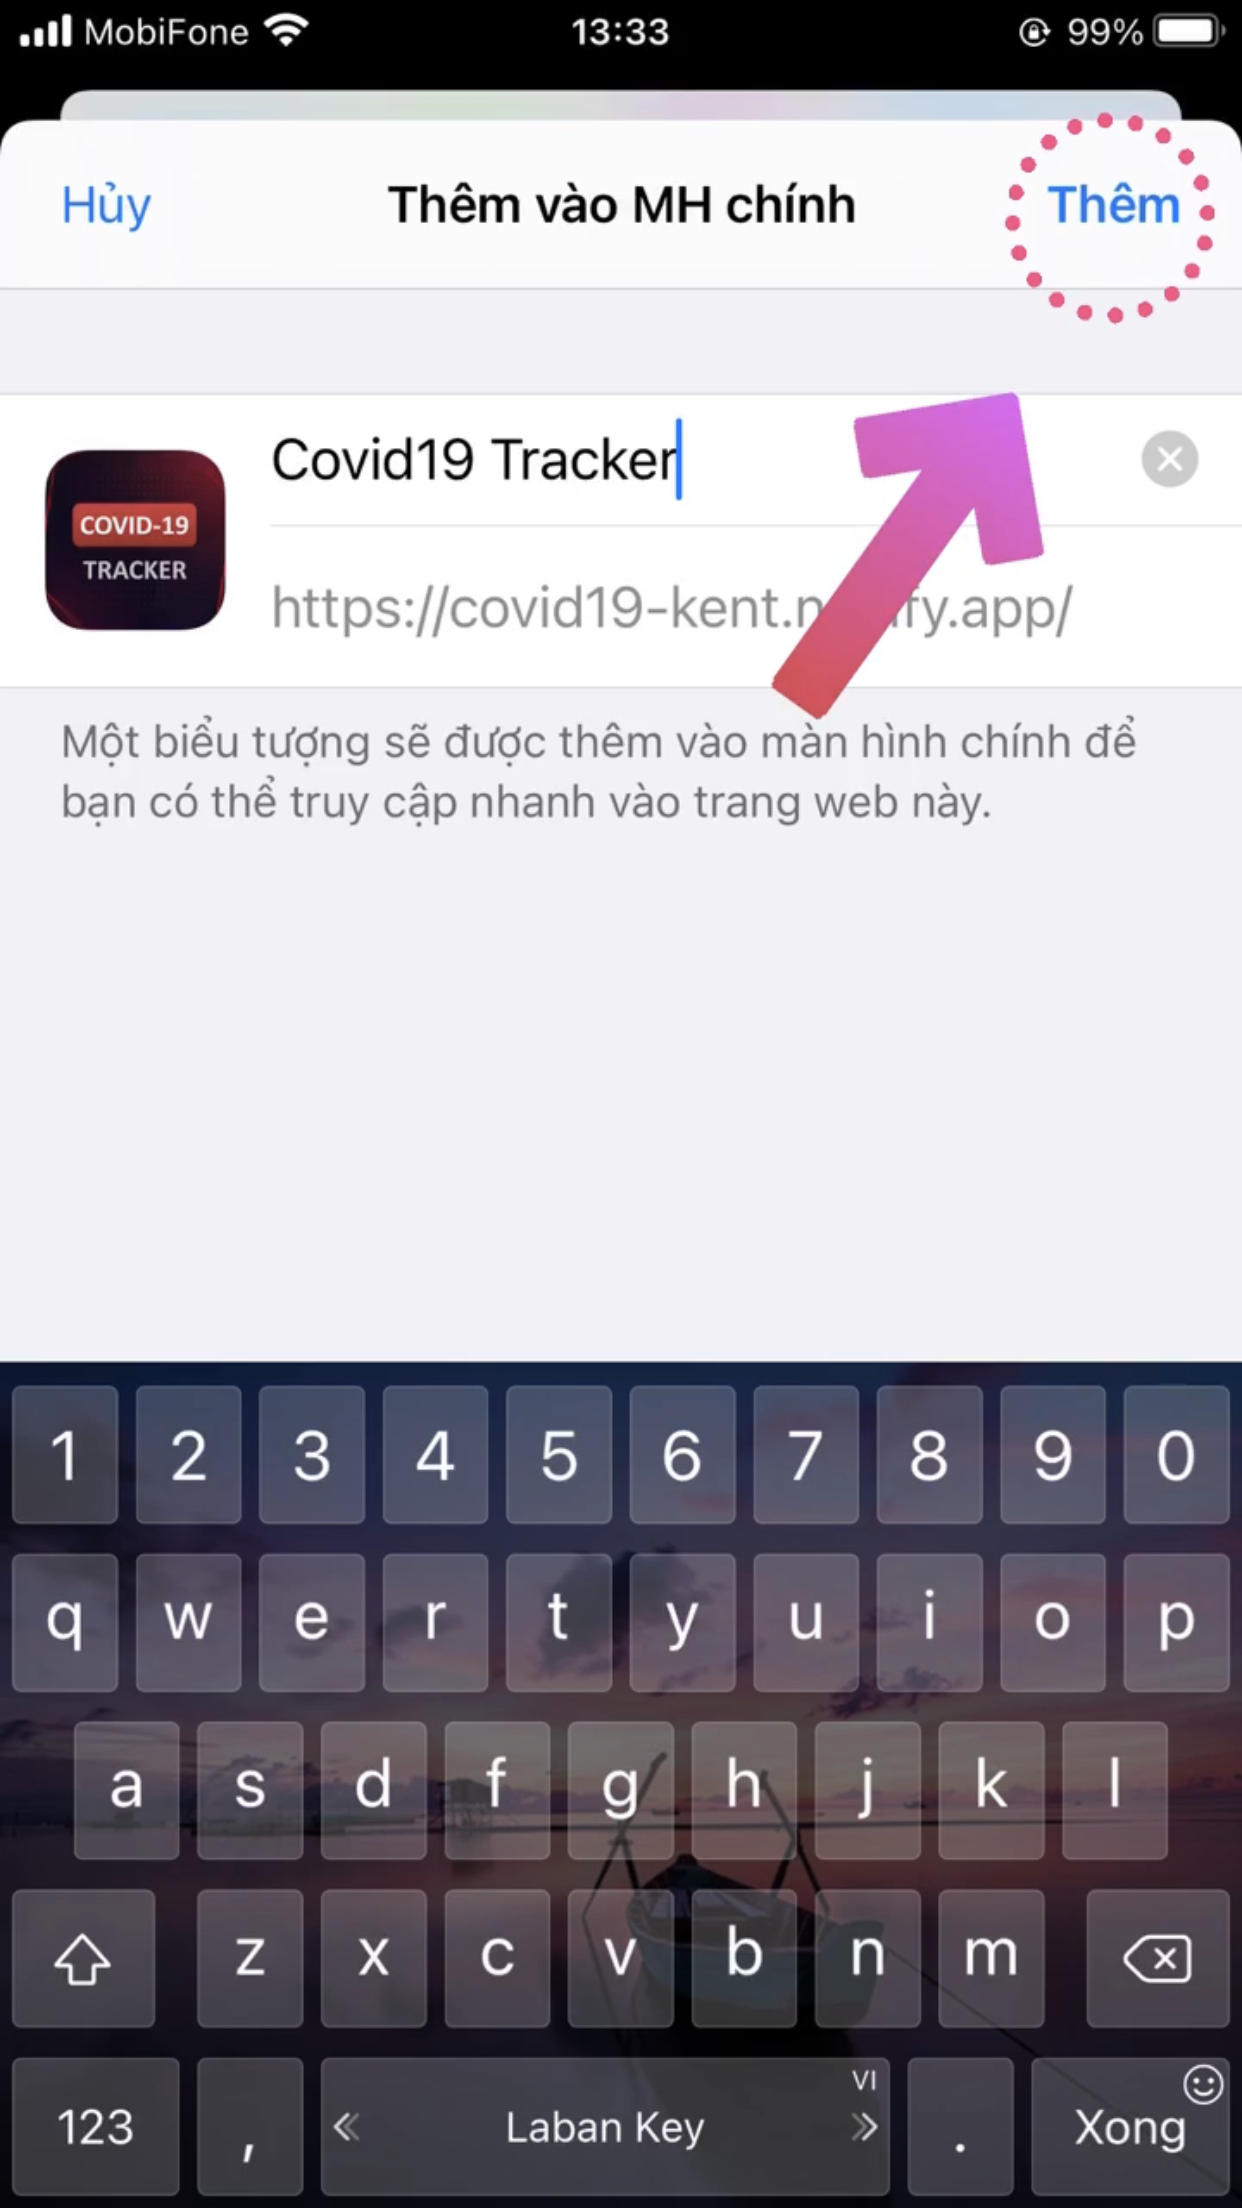 MobiFone 13:33 99%
Hủy Thêm vào MH chính Thêm
Covid19 Tracker
COVID-19
TRACKER
https://covid19-kent.n fy.app/
Một biểu tượng sẽ được thêm vào màn hình chính để
bạn có thể truy cập nhanh vào trang web này.
1 2 3 4 5 6 7 8 9 0
q w e r t y u i o p
a s d f g h j k l
z x c v b n m
VI
123 , « Laban Key » . Xong